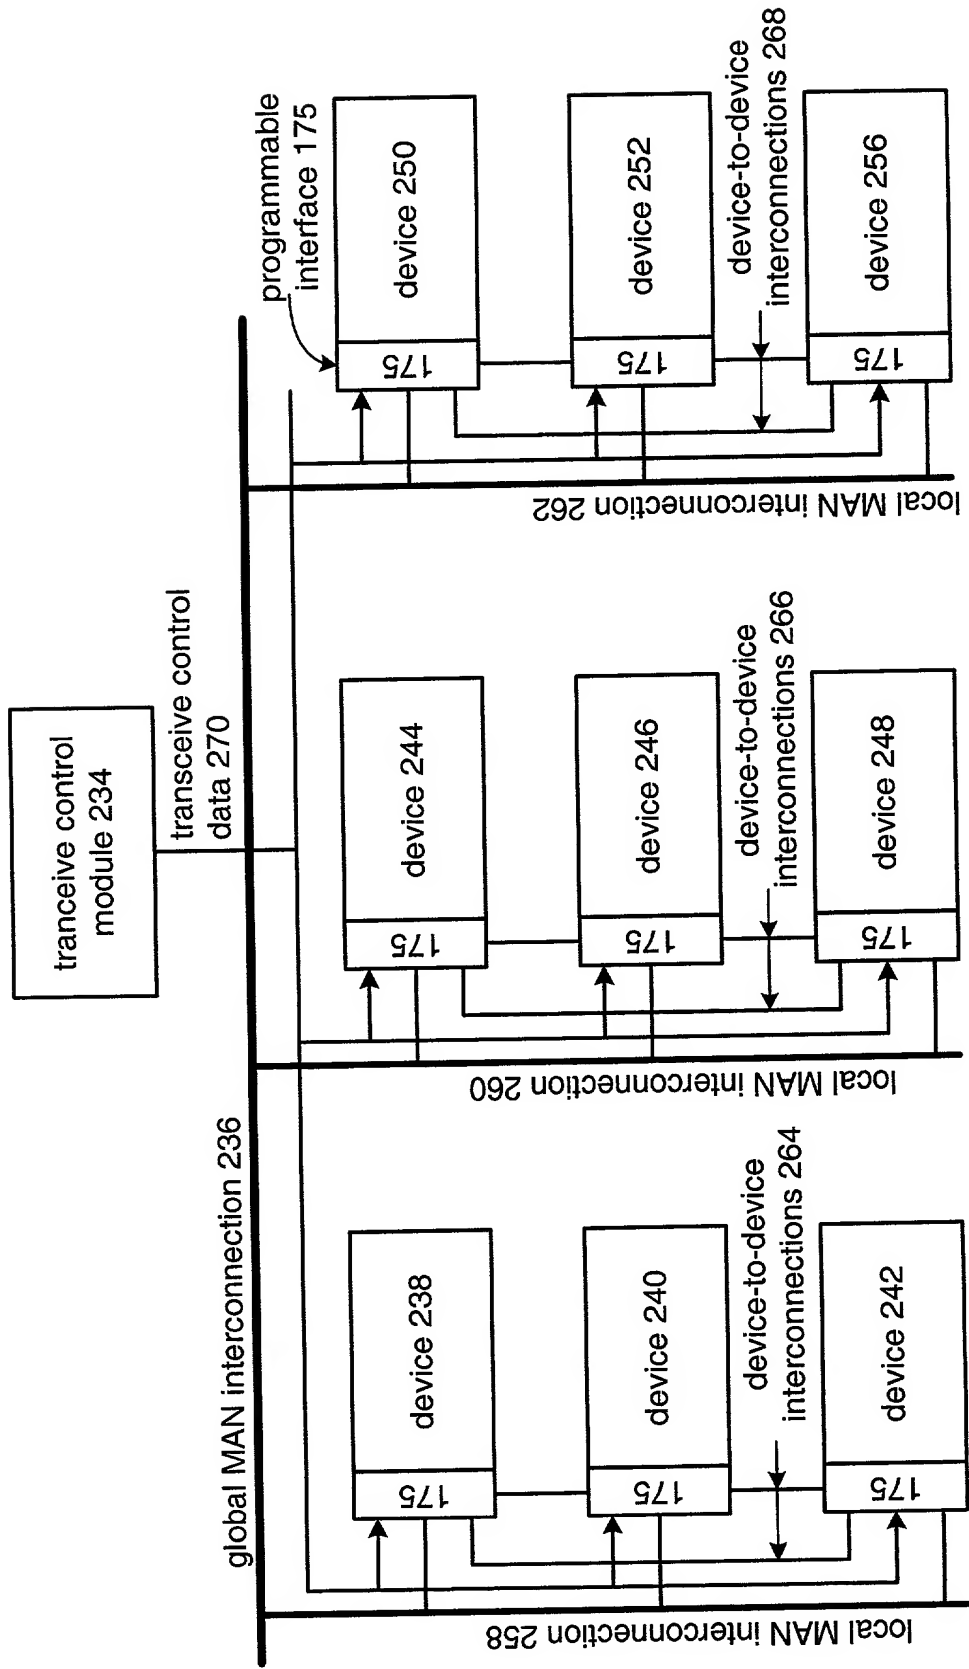 tranceive control
module 234
transceive control
data 270
global MAN interconnection 236
programmable
interface 175
device 238
175
device 240
175
device-to-device
interconnections 264
device 242
175
local MAN interconnection 258
device 244
175
device 246
175
device-to-device
interconnections 266
device 248
175
local MAN interconnection 260
device 250
175
device 252
175
device-to-device
interconnections 268
device 256
175
local MAN interconnection 262